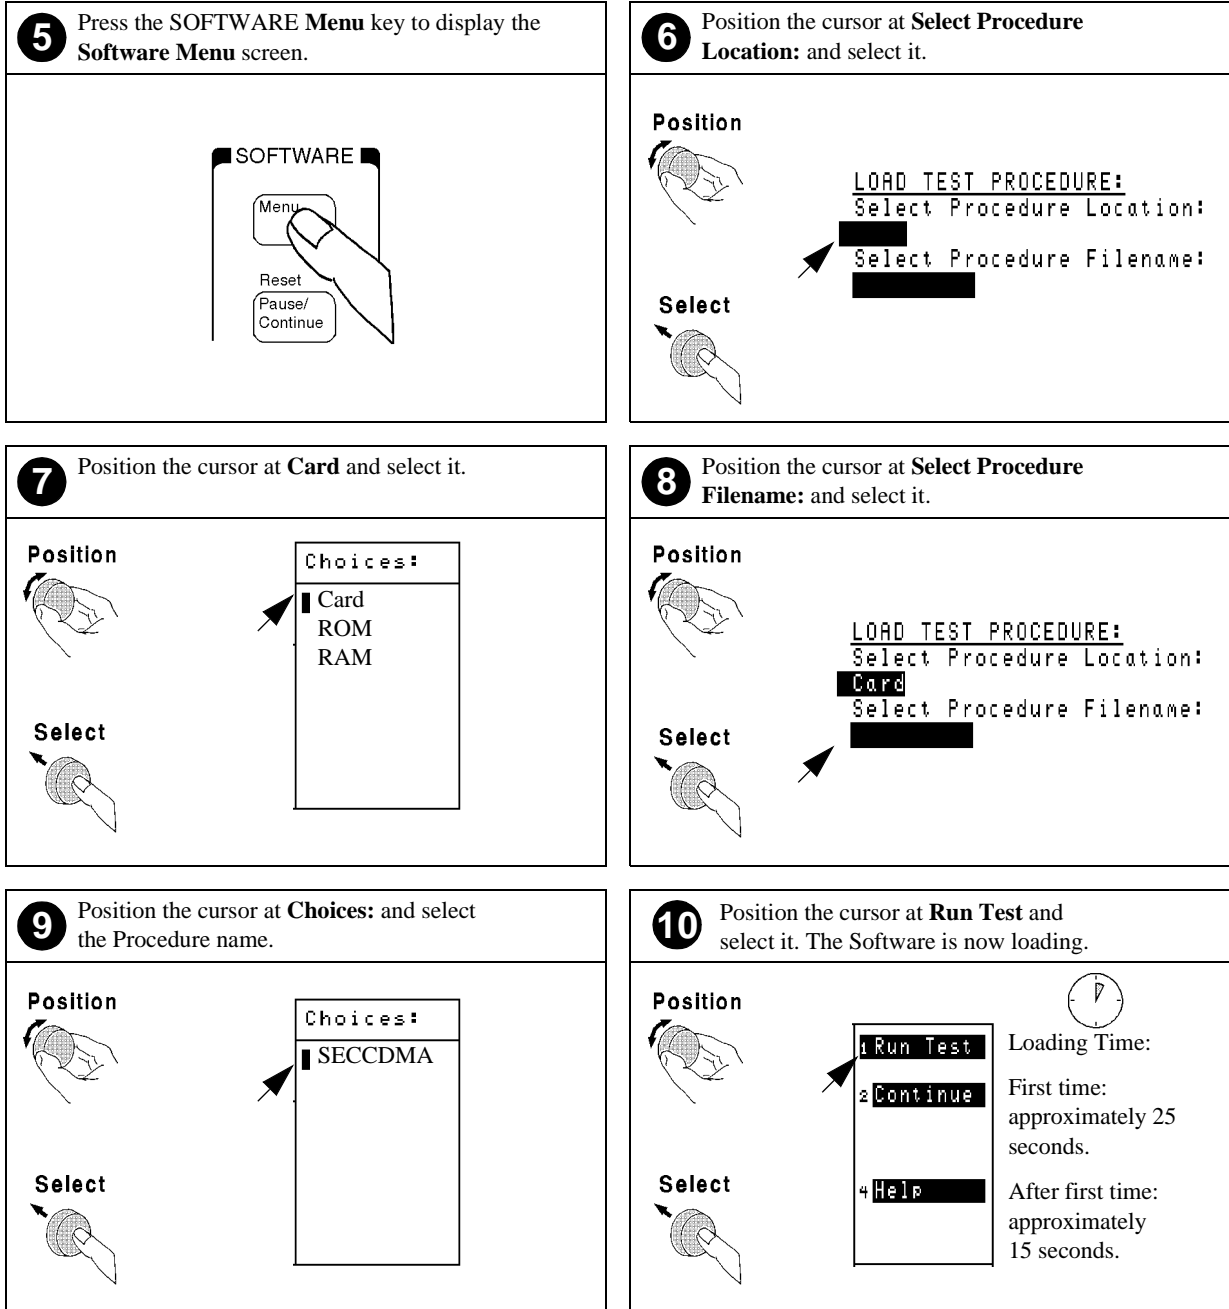 5
Press the SOFTWARE Menu key to display the
Software Menu screen.
SOFTWARE
Menu
Reset
Pause/
Continue
6
Position the cursor at Select Procedure
Location: and select it.
Position
Select
LOAD TEST PROCEDURE:
Select Procedure Location:
Select Procedure Filename:
7
Position the cursor at Card and select it.
Position
Select
Choices:
Card
ROM
RAM
8
Position the cursor at Select Procedure
Filename: and select it.
Position
Select
LOAD TEST PROCEDURE:
Select Procedure Location:
Card
Select Procedure Filename:
9
Position the cursor at Choices: and select
the Procedure name.
Position
Select
Choices:
SECCDMA
10
Position the cursor at Run Test and
select it. The Software is now loading.
Position
Select
1 Run Test
2 Continue
4 Help
Loading Time:
First time:
approximately 25
seconds.
After first time:
approximately
15 seconds.